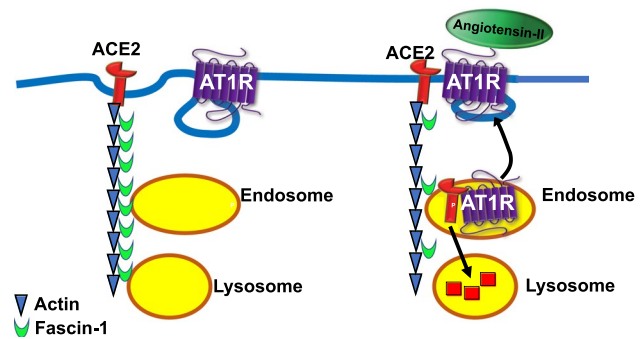 Angiotensin-II
ACE2
ACE2
AT1R
AT1R
Endosome
P
AT1R
Endosome
Lysosome
Lysosome
Actin
Fascin-1